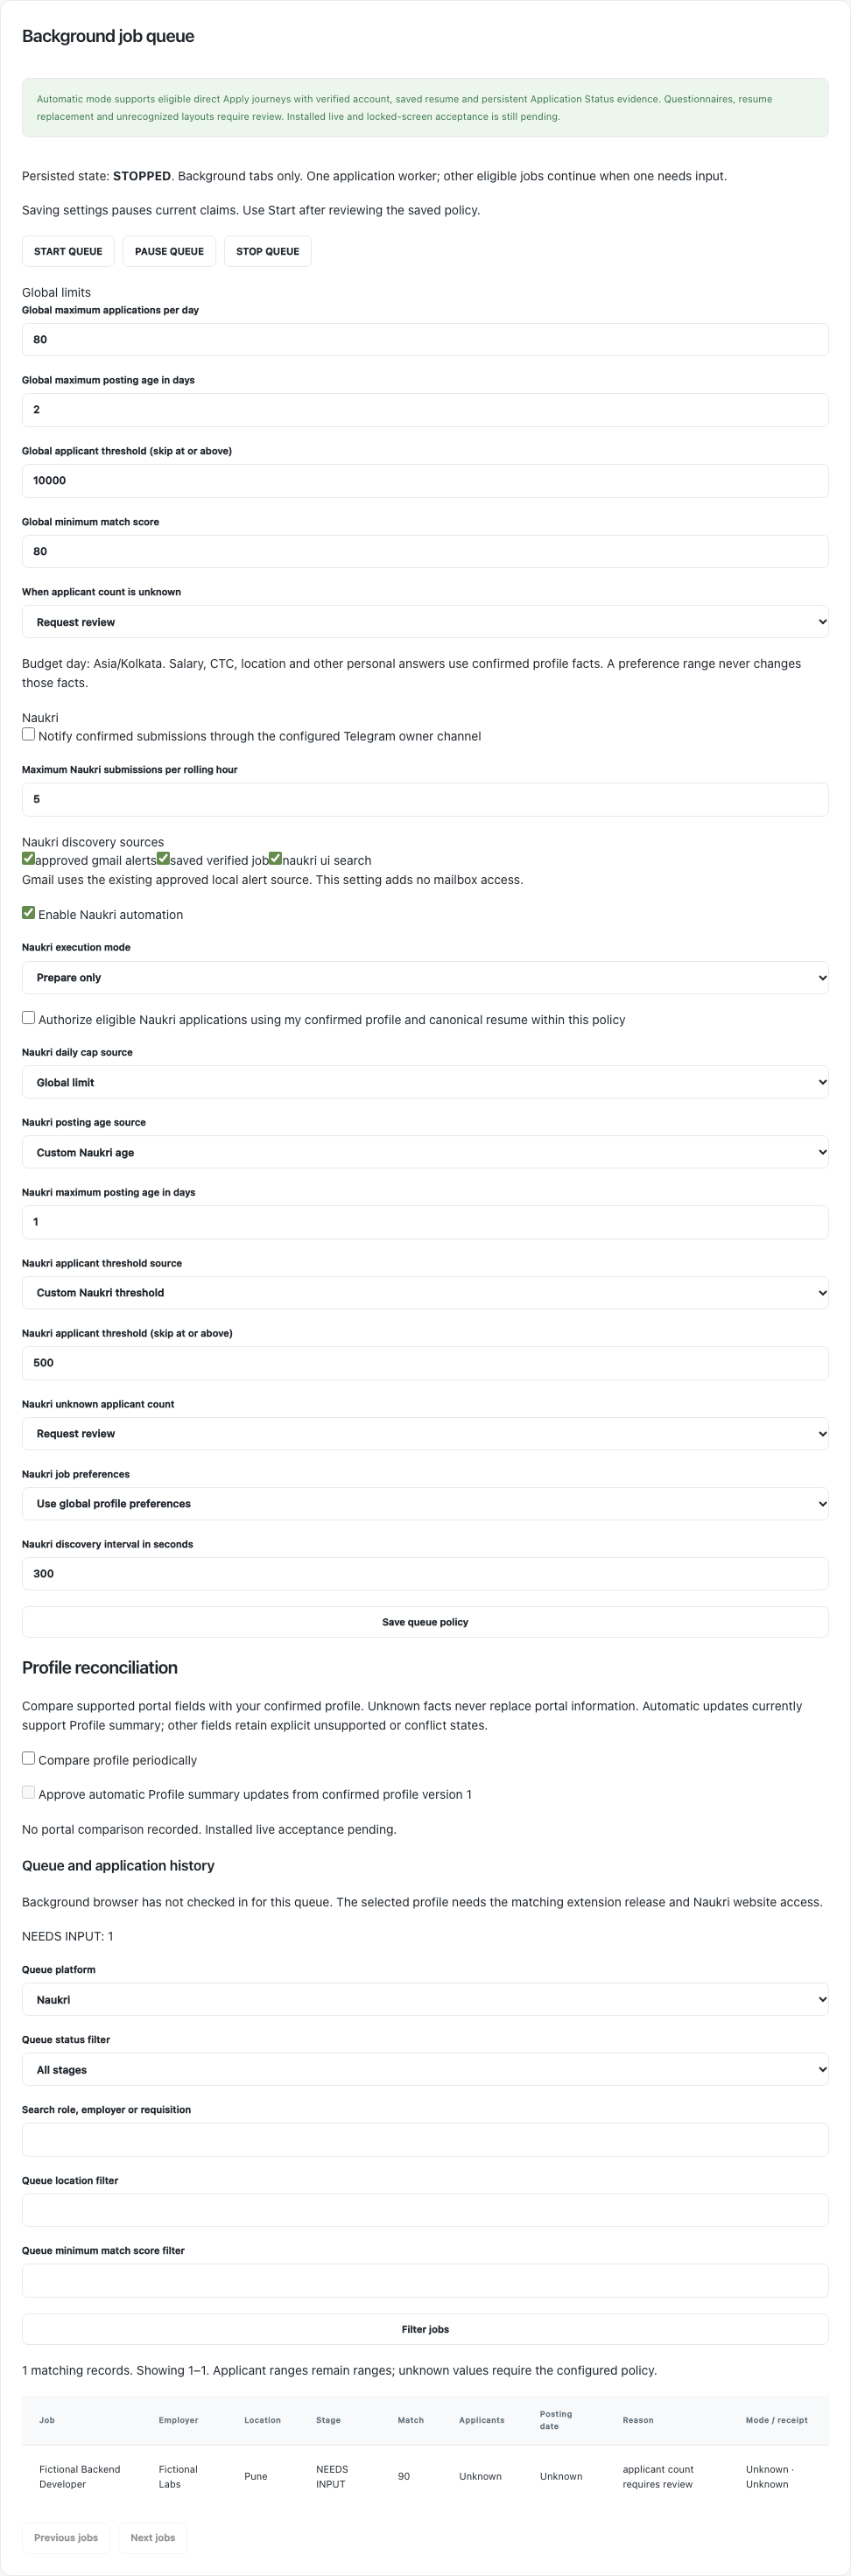 Background job queue
Automatic mode supports eligible direct Apply journeys with verified account, saved resume and persistent Application Status evidence. Questionnaires, resume
replacement and unrecognized layouts require review. Installed live and locked-screen acceptance is still pending.
Persisted state: STOPPED. Background tabs only. One application worker; other eligible jobs continue when one needs input.
Saving settings pauses current claims. Use Start after reviewing the saved policy.
START QUEUE PAUSE QUEUE STOP QUEUE
Global limits
Global maximum applications per day
80
Global maximum posting age in days
2
Global applicant threshold (skip at or above)
10000
Global minimum match score
80
When applicant count is unknown
Request review
Budget day: Asia/Kolkata. Salary, CTC, location and other personal answers use confirmed profile facts. A preference range never changes
those facts.
Naukri
Notify confirmed submissions through the configured Telegram owner channel
Maximum Naukri submissions per rolling hour
5
Naukri discovery sources
approved gmail alerts saved verified job naukri ui search
Gmail uses the existing approved local alert source. This setting adds no mailbox access.
Enable Naukri automation
Naukri execution mode
Prepare only
Authorize eligible Naukri applications using my confirmed profile and canonical resume within this policy
Naukri daily cap source
Global limit
Naukri posting age source
Custom Naukri age
Naukri maximum posting age in days
1
Naukri applicant threshold source
Custom Naukri threshold
Naukri applicant threshold (skip at or above)
500
Naukri unknown applicant count
Request review
Naukri job preferences
Use global profile preferences
Naukri discovery interval in seconds
300
Save queue policy
Profile reconciliation
Compare supported portal fields with your confirmed profile. Unknown facts never replace portal information. Automatic updates currently
support Profile summary; other fields retain explicit unsupported or conflict states.
Compare profile periodically
Approve automatic Profile summary updates from confirmed profile version 1
No portal comparison recorded. Installed live acceptance pending.
Queue and application history
Background browser has not checked in for this queue. The selected profile needs the matching extension release and Naukri website access.
NEEDS INPUT: 1
Queue platform
Naukri
Queue status filter
All stages
Search role, employer or requisition
Queue location filter
Queue minimum match score filter
Filter jobs
1 matching records. Showing 1–1. Applicant ranges remain ranges; unknown values require the configured policy.
Job Employer Location Stage Match Applicants Posting date Reason Mode / receipt
Fictional Backend Developer Fictional Labs Pune NEEDS INPUT 90 Unknown Unknown applicant count requires review Unknown · Unknown
Previous jobs Next jobs